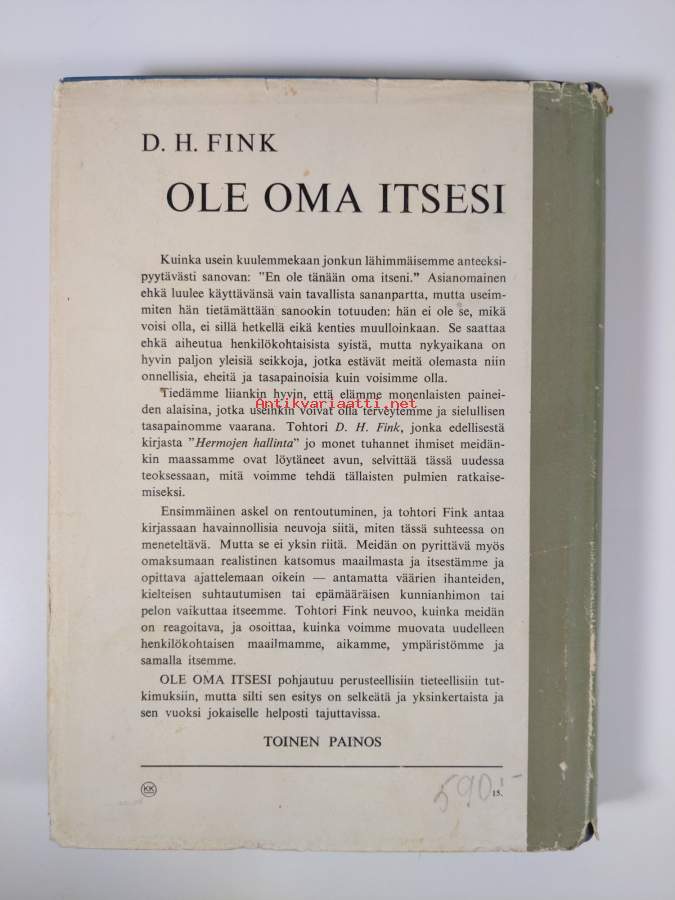 D. H. FINK
OLE OMA ITSESI
Kuinka usein kuulemmekaan jonkun lähimmäisemme anteeksi-
pyytävästi sanovan: "En ole tänään oma itseni." Asianomainen
ehkä luulee käyttävänsä vain tavallista sananpartta, mutta useim-
miten hän tietämättään sanookin totuuden: hän ei ole se, mikä
voisi olla, ei sillä hetkellä eikä kenties muulloinkaan. Se saattaa
ehkä aiheutua henkilökohtaisista syistä, mutta nykyaikana on
hyvin paljon yleisiä seikkoja, jotka estävät meitä olemasta niin
onnellisia, eheitä ja tasapainoisia kuin voisimme olla.
Tiedämme liiankin hyvin, että elämme monenlaisten painei-
den alaisina, jotka useinkin voivat olla terveytemme ja sielullisen
Antikvariaatti.net
tasapainomme vaarana. Tohtori D. H. Fink, jonka edellisestä
kirjasta "Hermojen hallinta" jo monet tuhannet ihmiset meidän-
kin maassamme ovat löytäneet avun, selvittää tässä uudessa
teoksessaan, mitä voimme tehdä tällaisten pulmien ratkaise-
miseksi.
Ensimmäinen askel on rentoutuminen, ja tohtori Fink antaa
kirjassaan havainnollisia neuvoja siitä, miten tässä suhteessa on
meneteltävä. Mutta se ei yksin riitä. Meidän on pyrittävä myös
omaksumaan realistinen katsomus maailmasta ja itsestämme ja
opittava ajattelemaan oikein — antamatta väärien ihanteiden,
kielteisen suhtautumisen tai epämääräisen kunnianhimon tai
pelon vaikuttaa itseemme. Tohtori Fink neuvoo, kuinka meidän
on reagoitava, ja osoittaa, kuinka voimme muovata uudelleen
henkilökohtaisen maailmamme, aikamme, ympäristömme ja
samalla itsemme.
OLE OMA ITSESI pohjautuu perusteellisiin tieteellisiin tut-
kimuksiin, mutta silti sen esitys on selkeätä ja yksinkertaista ja
sen vuoksi jokaiselle helposti tajuttavissa.
TOINEN PAINOS
KK
590:-
15.